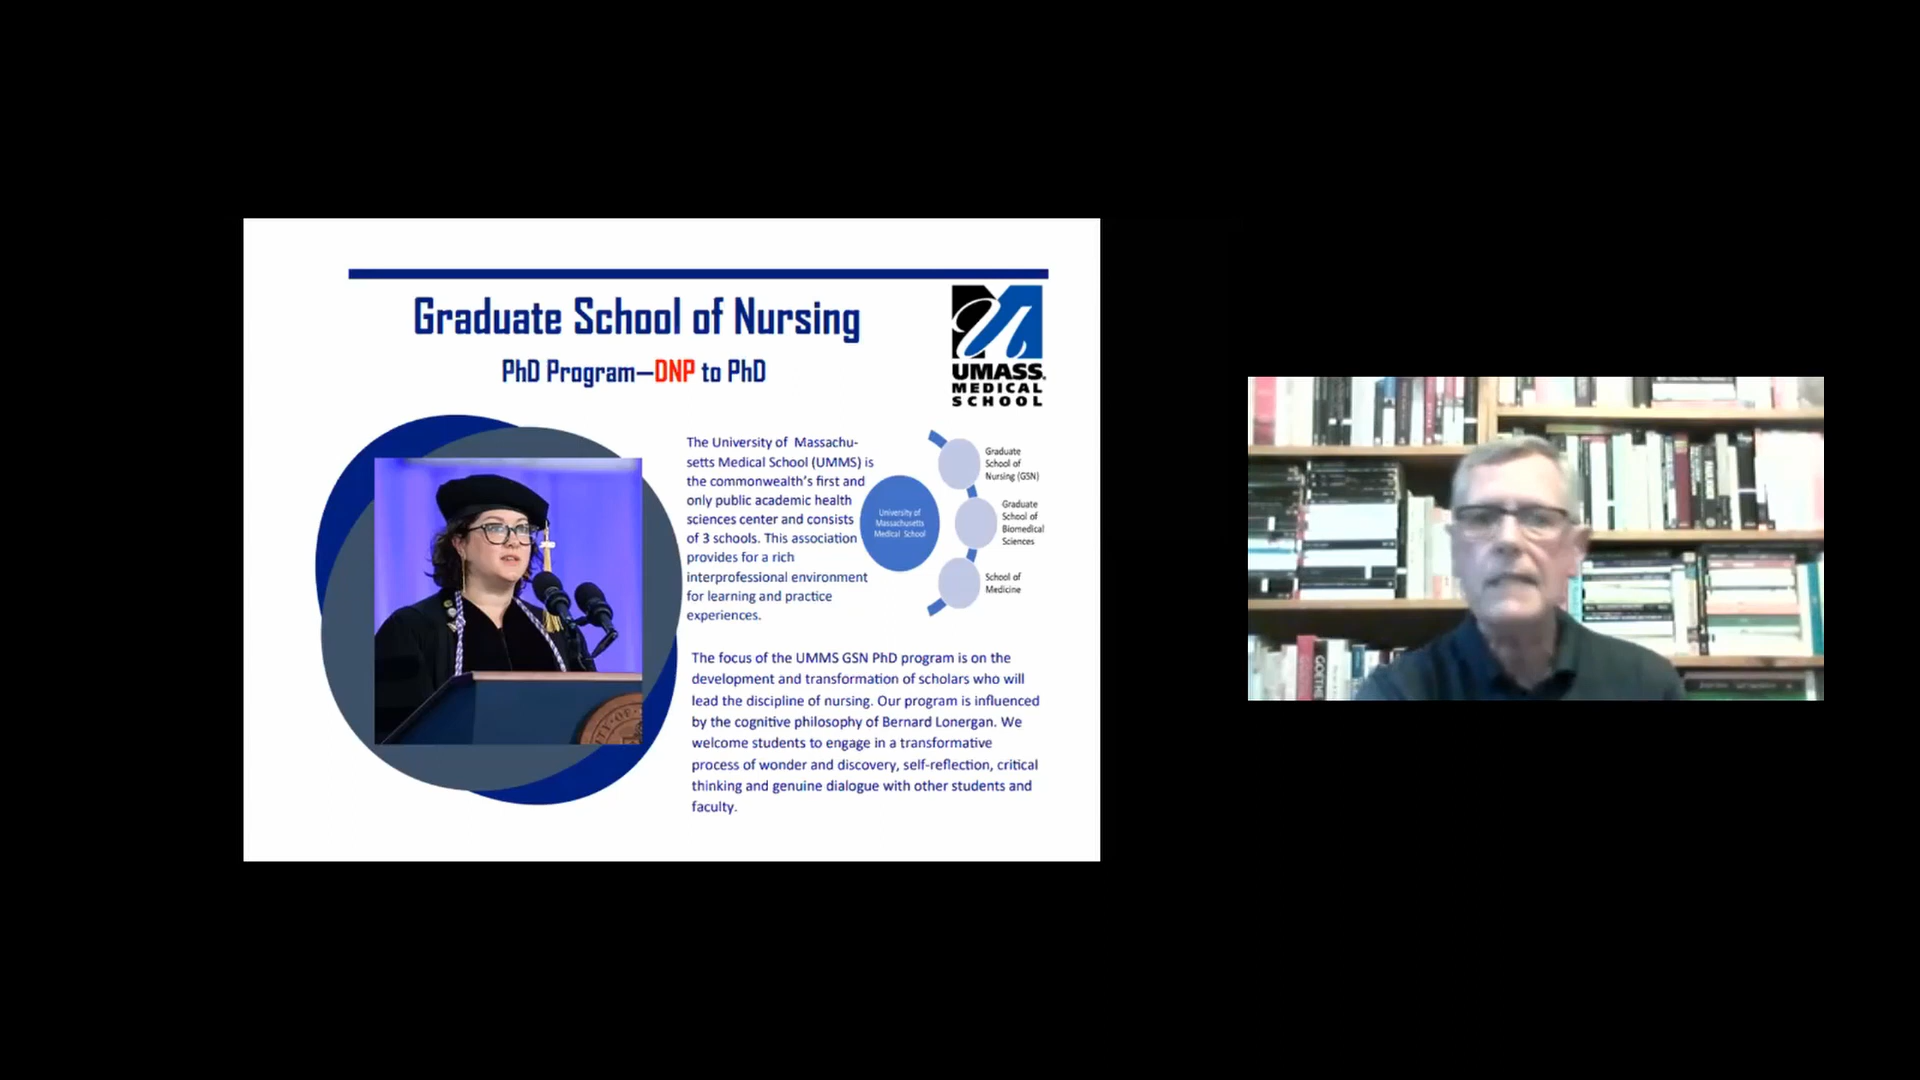 Graduate School of Nursing
PhD Program—DNP to PhD
UMASS
MEDICAL
SCHOOL
The University of Massachu-
setts Medical School (UMMS) is
the commonwealth's first and
only public academic health
sciences center and consists
of 3 schools. This association
provides for a rich
interprofessional environment
for learning and practice
experiences.
University of
Massachusetts
Medical School
Graduate
School of
Nursing (GSN)
Graduate
School of
Biomedical
Sciences
School of
Medicine
The focus of the UMMS GSN PhD program is on the
development and transformation of scholars who will
lead the discipline of nursing. Our program is influenced
by the cognitive philosophy of Bernard Lonergan. We
welcome students to engage in a transformative
process of wonder and discovery, self-reflection, critical
thinking and genuine dialogue with other students and
faculty.
GOETHE